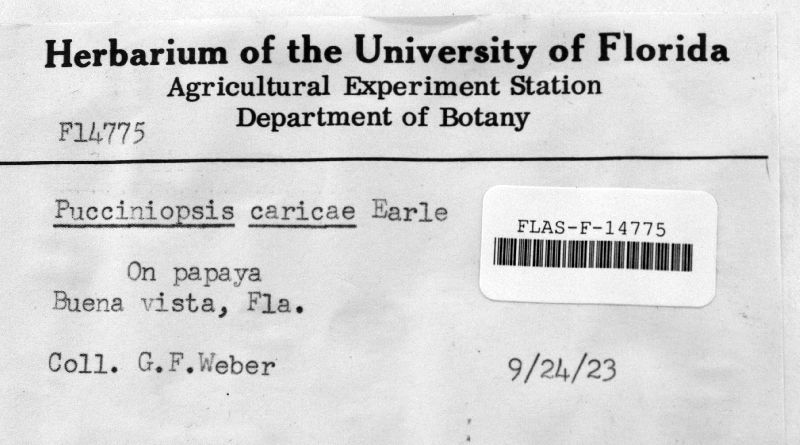 Herbarium of the University of Florida
Agricultural Experiment Station
Department of Botany
F14775
Pucciniopsis caricae Earle
FLAS-F-14775
On papaya
Buena vista, Fla.
Coll. G.F.Weber
9/24/23